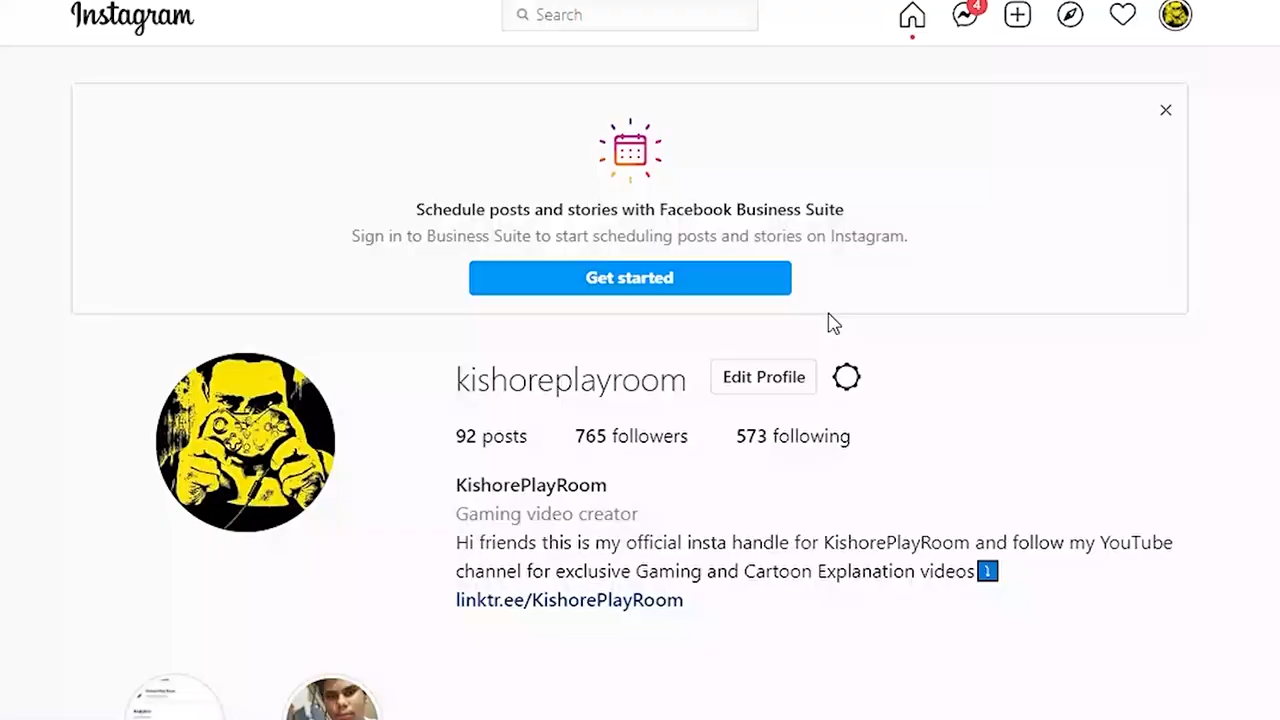 Instagram
Search
4
Schedule posts and stories with Facebook Business Suite
Sign in to Business Suite to start scheduling posts and stories on Instagram.
Get started
kishoreplayroom
Edit Profile
92 posts
765 followers
573 following
KishorePlayRoom
Gaming video creator
Hi friends this is my official insta handle for KishorePlayRoom and follow my YouTube
channel for exclusive Gaming and Cartoon Explanation videos⤵️
linktr.ee/KishorePlayRoom